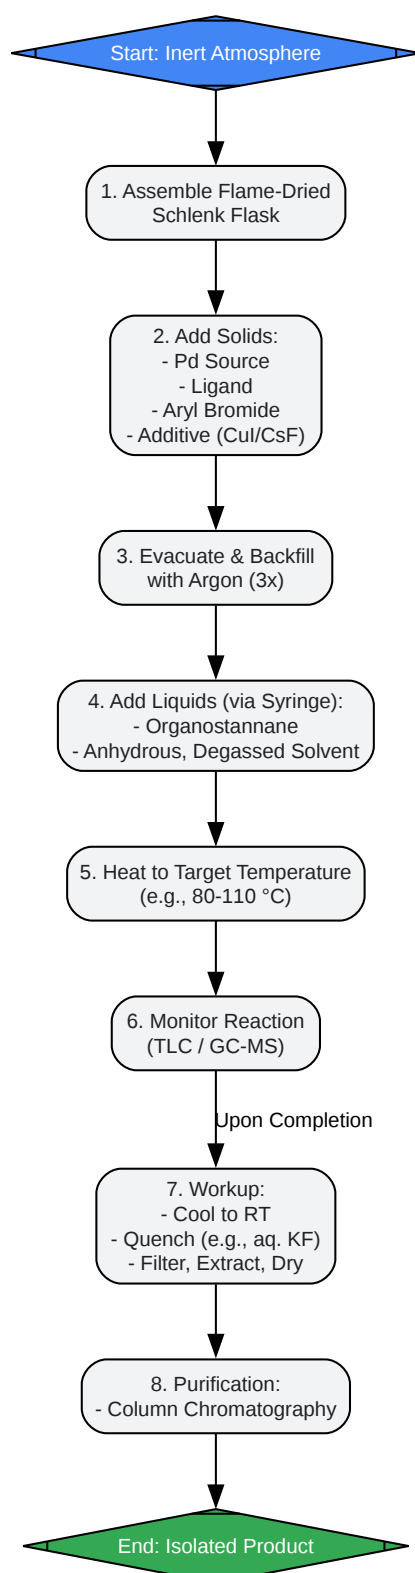 Start: Inert Atmosphere
1. Assemble Flame-Dried
Schlenk Flask
2. Add Solids:
- Pd Source
- Ligand
- Aryl Bromide
- Additive (CuI/CsF)
3. Evacuate & Backfill
with Argon (3x)
4. Add Liquids (via Syringe):
- Organostannane
- Anhydrous, Degassed Solvent
5. Heat to Target Temperature
(e.g., 80-110 °C)
6. Monitor Reaction
(TLC / GC-MS)
Upon Completion
7. Workup:
- Cool to RT
- Quench (e.g., aq. KF)
- Filter, Extract, Dry
8. Purification:
- Column Chromatography
End: Isolated Product